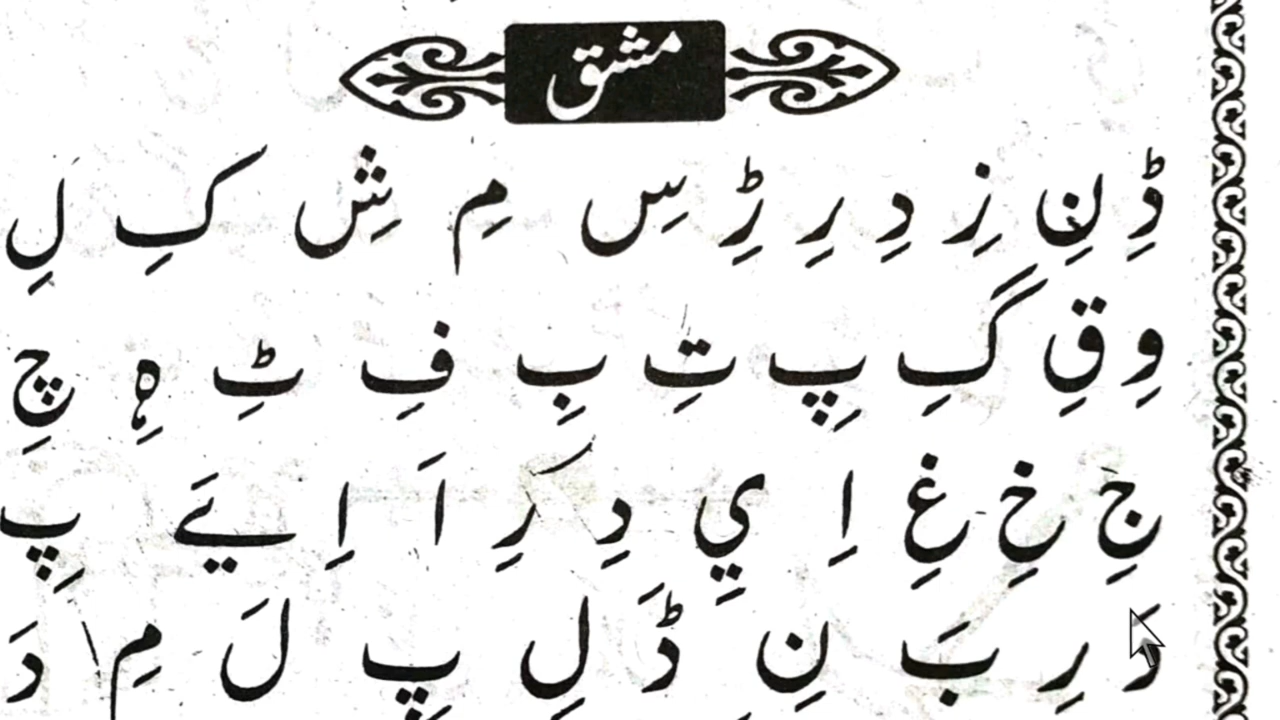 مشق
ڈِ نِ زِ دِ رِ ڑِ سِ مِ شِ کِ لِ
وِ قِ گِ پِ تِ بِ فِ ٹِ ہِ چِ
جِ خِ غِ اِ يِ دِ رِ اَ اِ ےَ پِ
دَ رِ بَ نِ ڈَ لِ پِ لَ مِ دَ